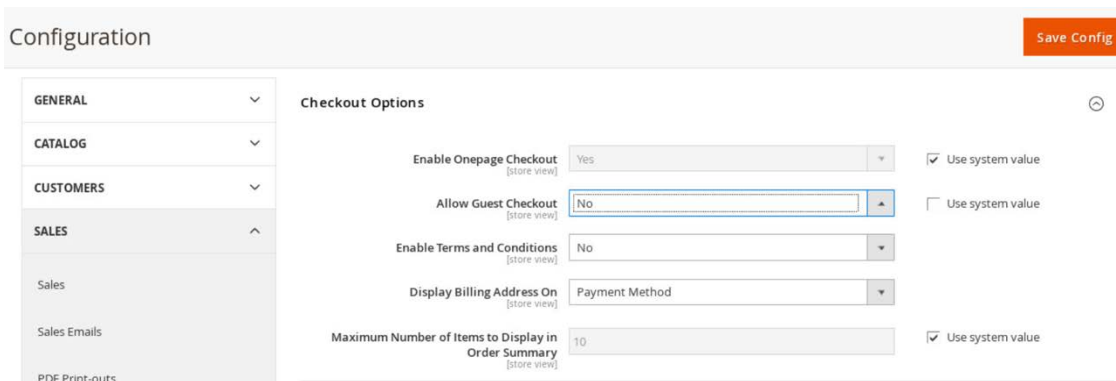 Configuration
Save Config
GENERAL
CATALOG
CUSTOMERS
SALES
Sales
Sales Emails
PDF Print-outs
Checkout Options
Enable Onepage Checkout
[store view]
Yes
Use system value
Allow Guest Checkout
[store view]
No
Use system value
Enable Terms and Conditions
[store view]
No
Display Billing Address On
[store view]
Payment Method
Maximum Number of Items to Display in
Order Summary
[store view]
10
Use system value